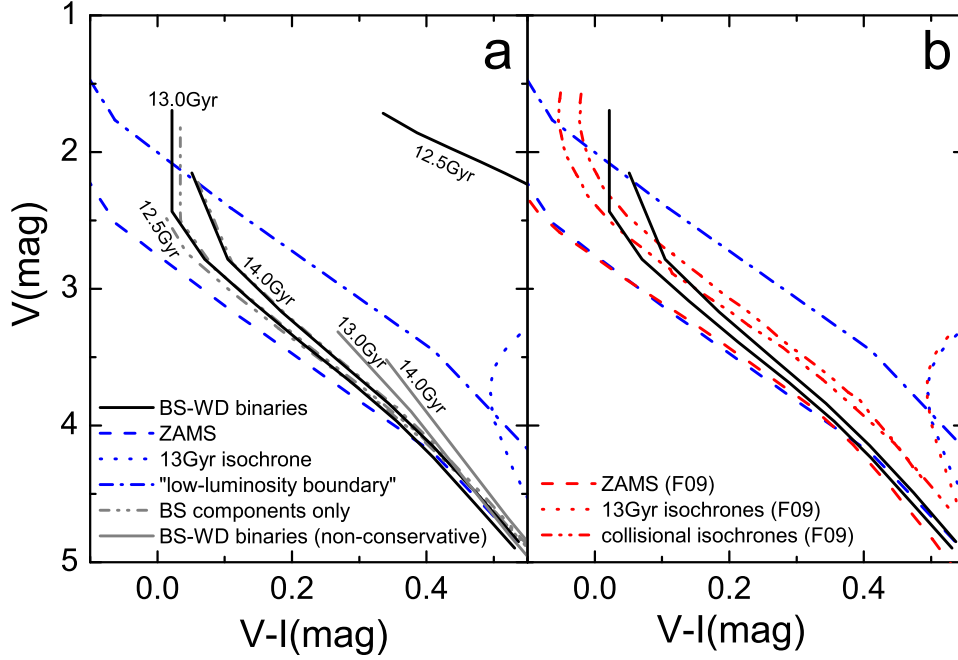 a
b
1
2
3
4
5
V(mag)
13.0Gyr
12.5Gyr
12.5Gyr
14.0Gyr
13.0Gyr
14.0Gyr
BS-WD binaries
ZAMS
13Gyr isochrone
"low-luminosity boundary"
BS components only
BS-WD binaries (non-conservative)
ZAMS (F09)
13Gyr isochrones (F09)
collisional isochrones (F09)
0.0 0.2 0.4
0.0 0.2 0.4
V-I(mag)
V-I(mag)